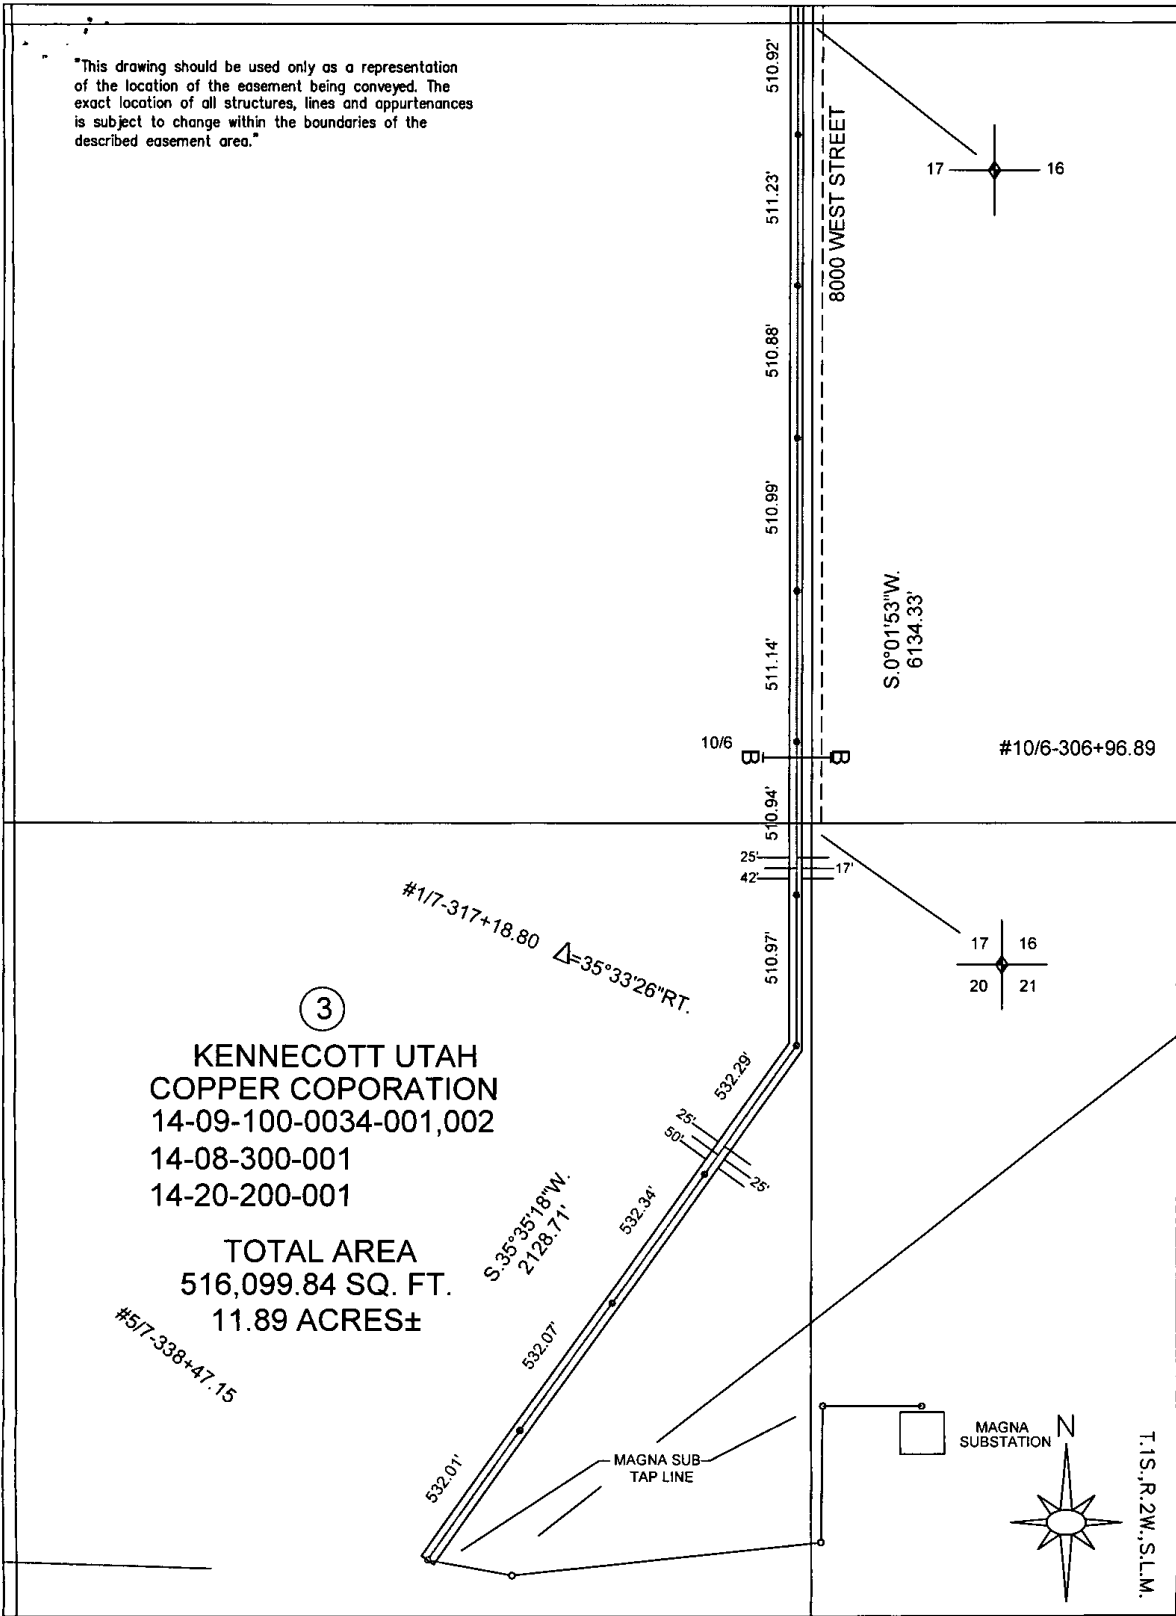 "This drawing should be used only as a representation
of the location of the easement being conveyed. The
exact location of all structures, lines and appurtenances
is subject to change within the boundaries of the
described easement area."
510.92'
511.23'
8000 WEST STREET
17 16
510.88'
510.99'
S.0°01'53"W.
6134.33'
511.14'
10/6
B B
#10/6-306+96.89
510.94'
25'
17'
42'
#1/7-317+18.80 Δ=35°33'26"RT.
510.97'
17 16
20 21
3
KENNECOTT UTAH
COPPER COPORATION
14-09-100-0034-001,002
14-08-300-001
14-20-200-001
TOTAL AREA
516,099.84 SQ. FT.
11.89 ACRES±
532.29'
25'
50'
25'
532.34'
S.35°35'18"W.
2128.71'
#5/7-338+47.15
532.07'
532.01'
MAGNA SUB
TAP LINE
MAGNA
SUBSTATION
N
T.1S.,R.2W.,S.L.M.